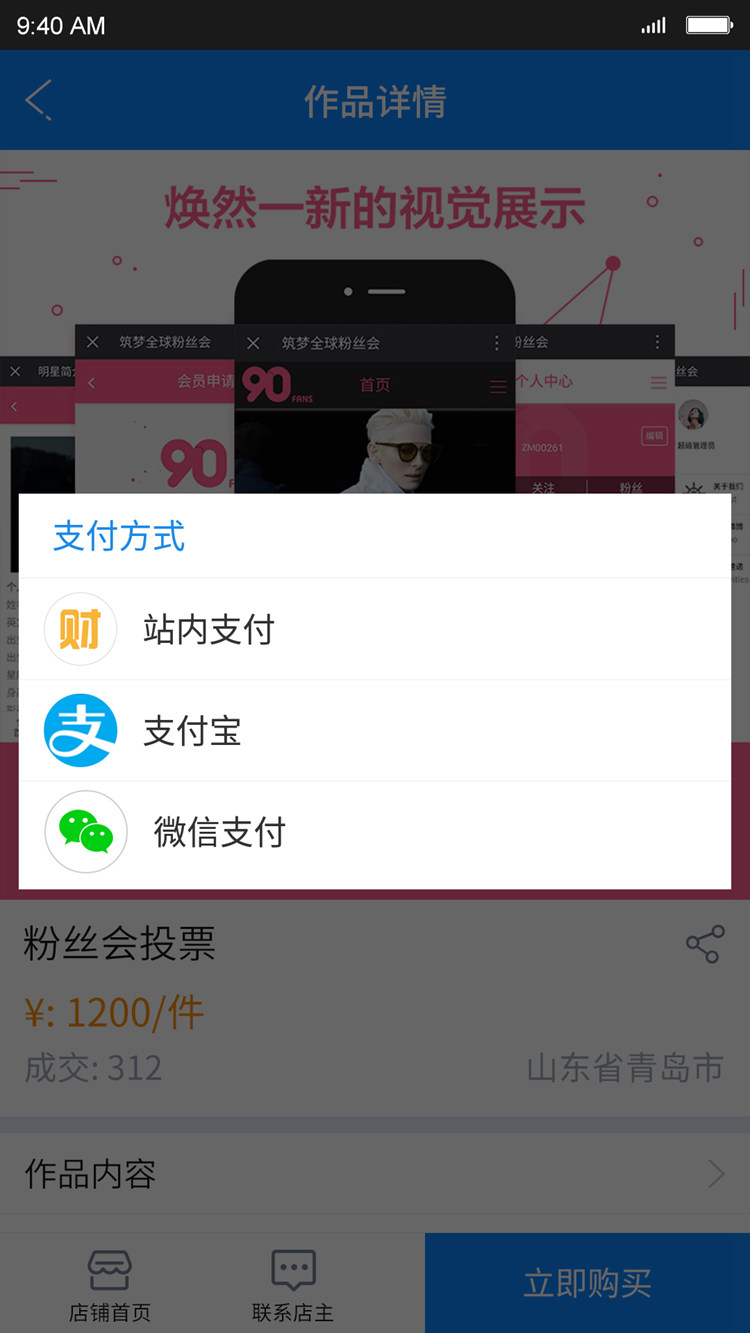 9:40 AM
作品详情
焕然一新的视觉展示
筑梦全球粉丝会
筑梦全球粉丝会
粉丝会
明星简
丝会
会员申请
90 FANS
首页
个人中心
90
ZM00261
编辑
超级管理员
关注
粉丝
关于我们
支付方式
财 站内支付
支 支付宝
微信支付
粉丝会投票
¥: 1200/件
成交: 312
山东省青岛市
作品内容
店铺首页
联系店主
立即购买